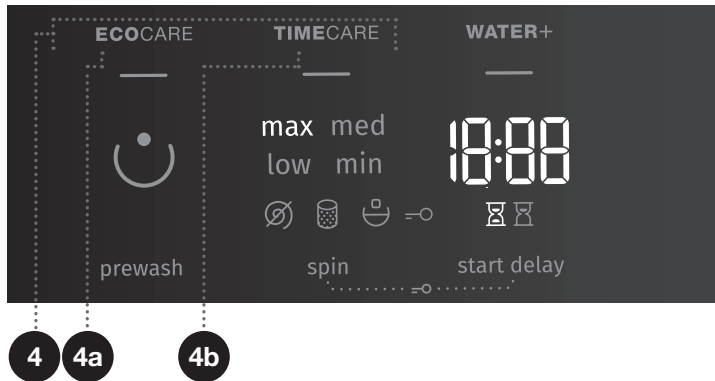 ECOCARE TIMECARE WATER+
max med
low min
18:88
prewash spin start delay
4 4a 4b